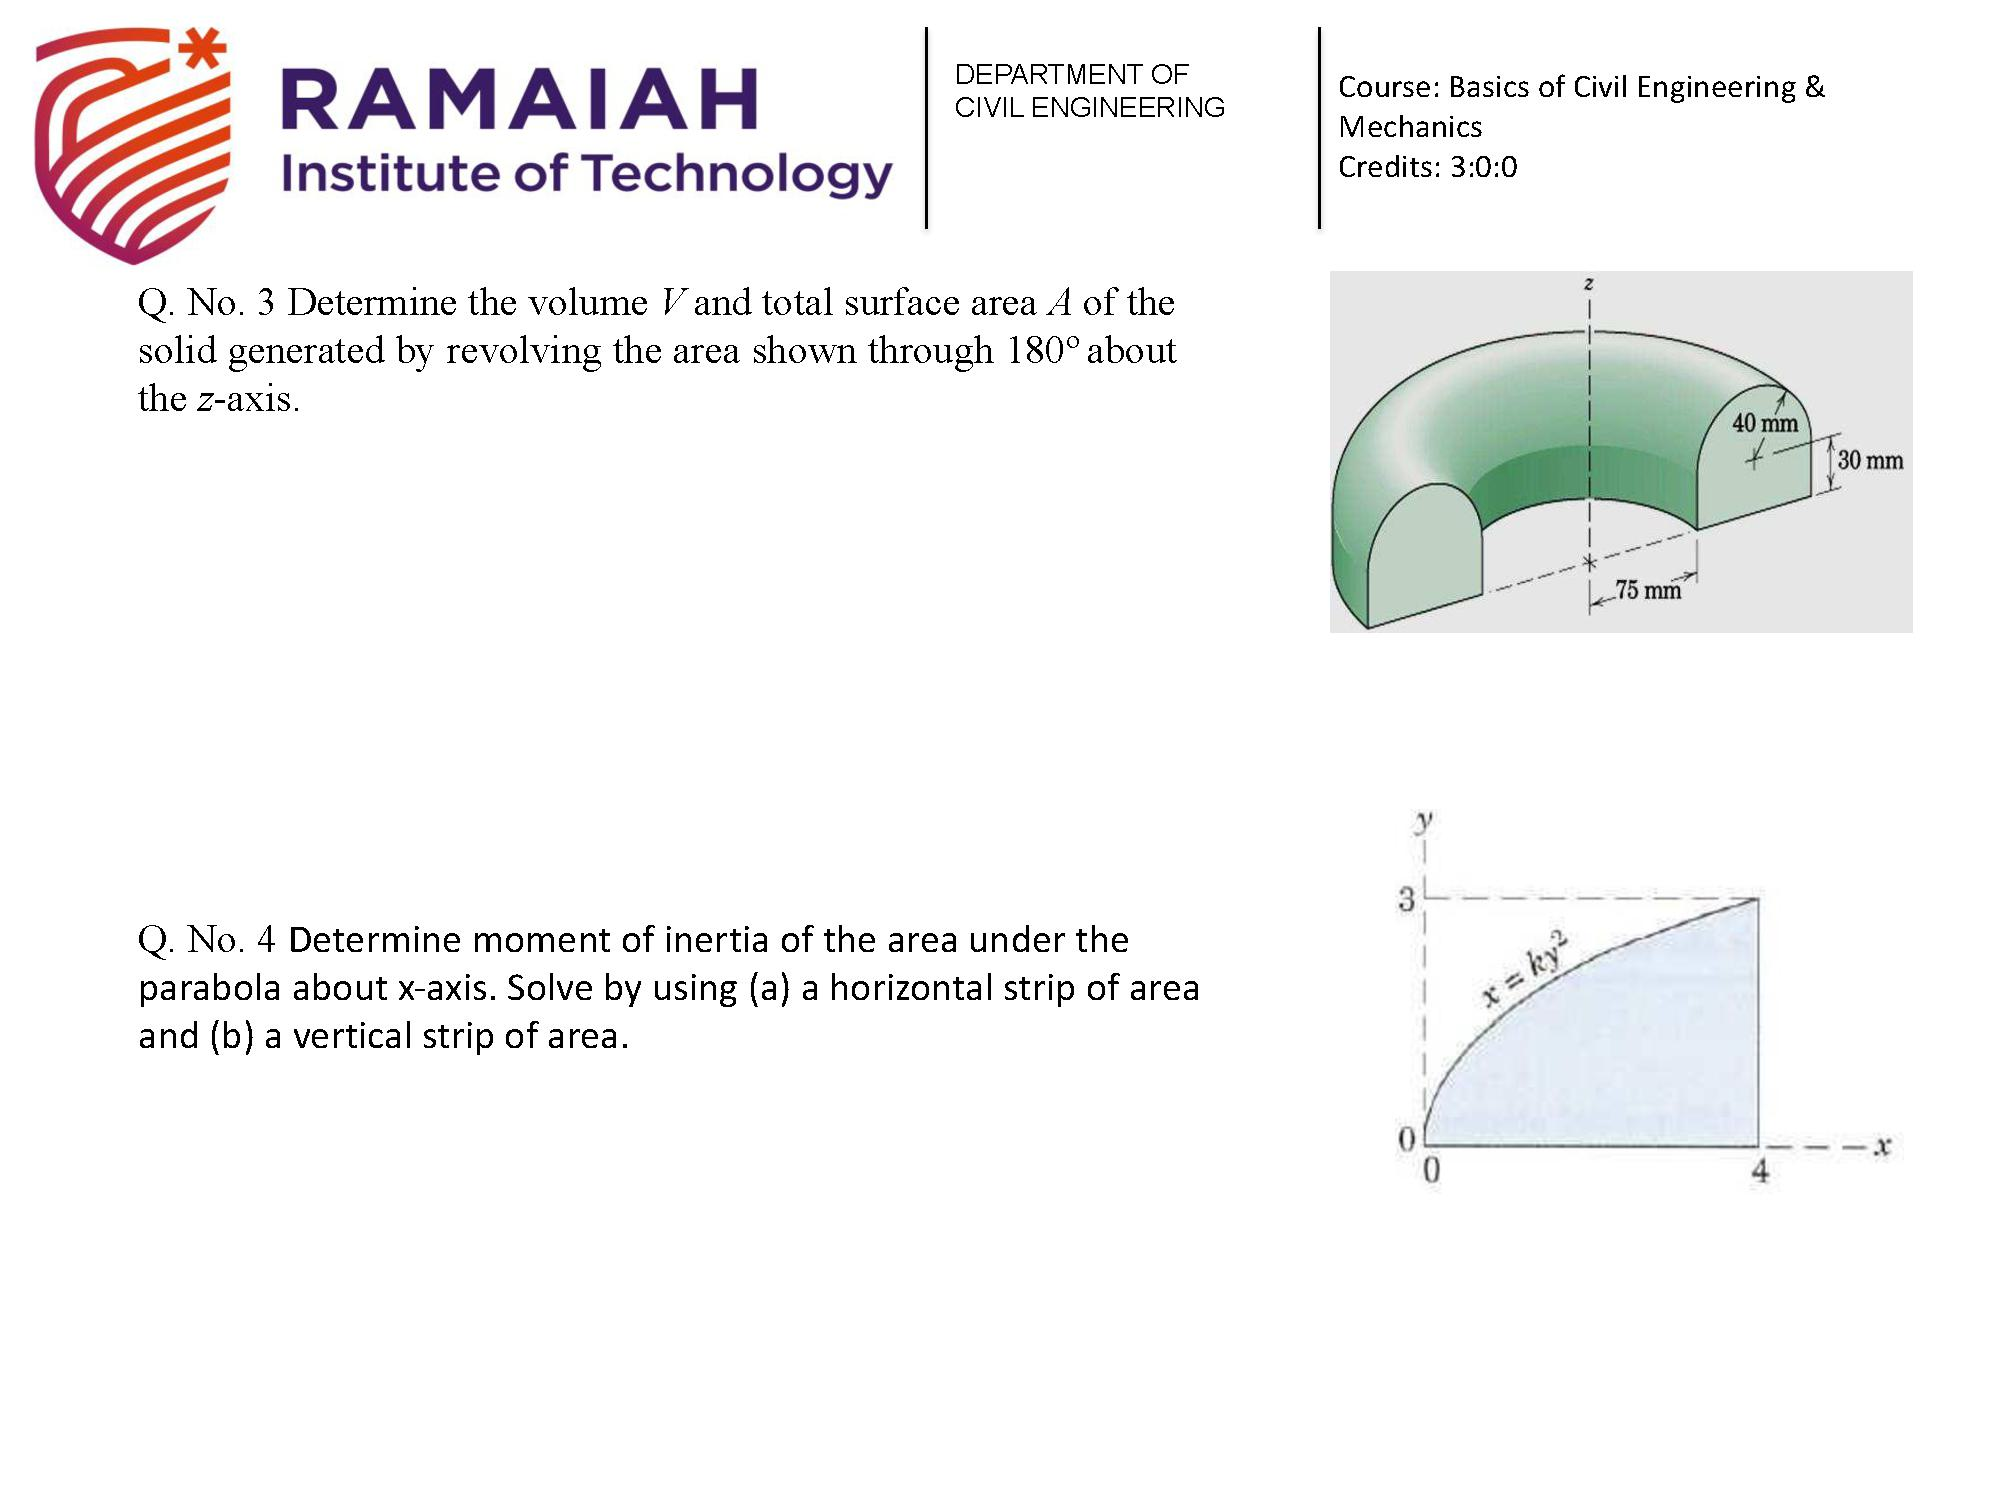 RAMAIAH
Institute of Technology
DEPARTMENT OF
CIVIL ENGINEERING
Course: Basics of Civil Engineering &
Mechanics
Credits: 3:0:0
Q. No. 3 Determine the volume V and total surface area A of the
solid generated by revolving the area shown through 180° about
the z-axis.
z
40 mm
30 mm
75 mm
Q. No. 4 Determine moment of inertia of the area under the
parabola about x-axis. Solve by using (a) a horizontal strip of area
and (b) a vertical strip of area.
y
3
x = ky²
0
x
0
4